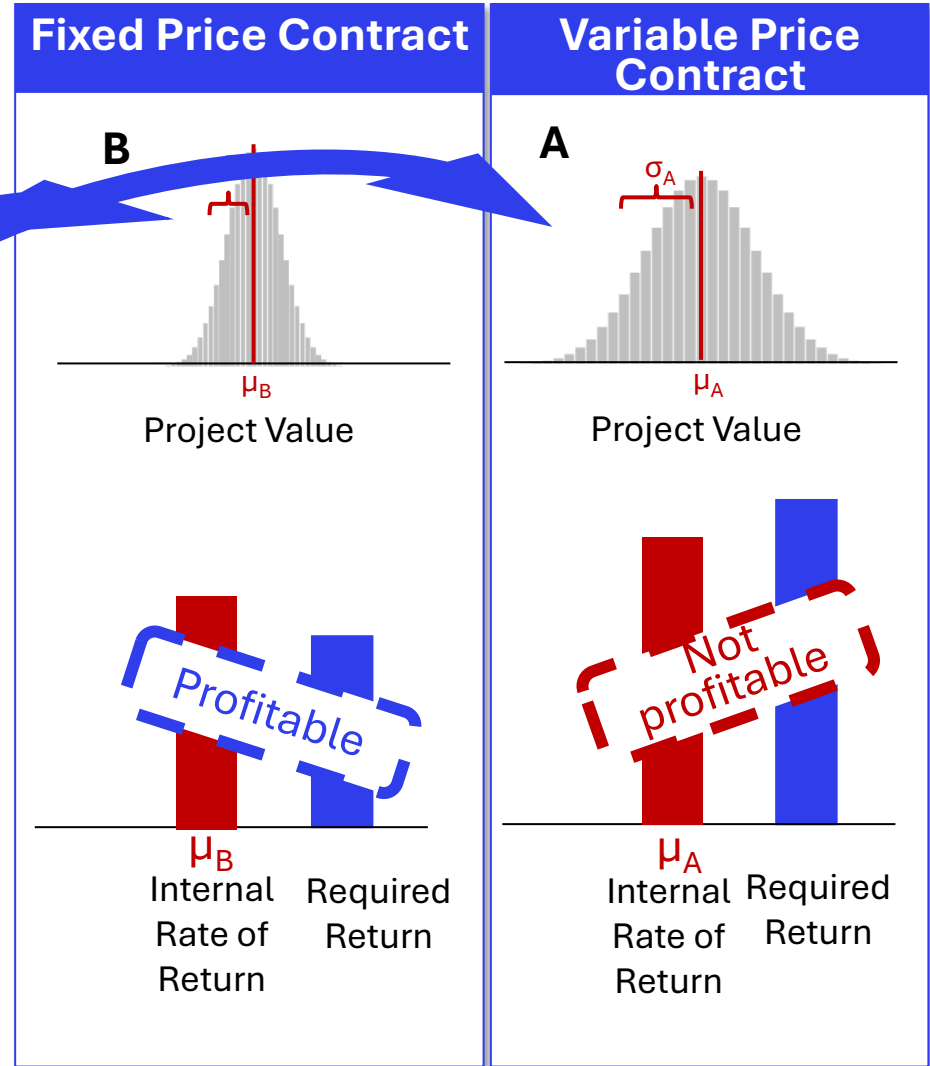 Fixed Price Contract
Variable Price
Contract
B
μB
Project Value
A
σA
μA
Project Value
Profitable
μB
Internal
Rate of
Return
Required
Return
Not
profitable
μA
Internal
Rate of
Return
Required
Return